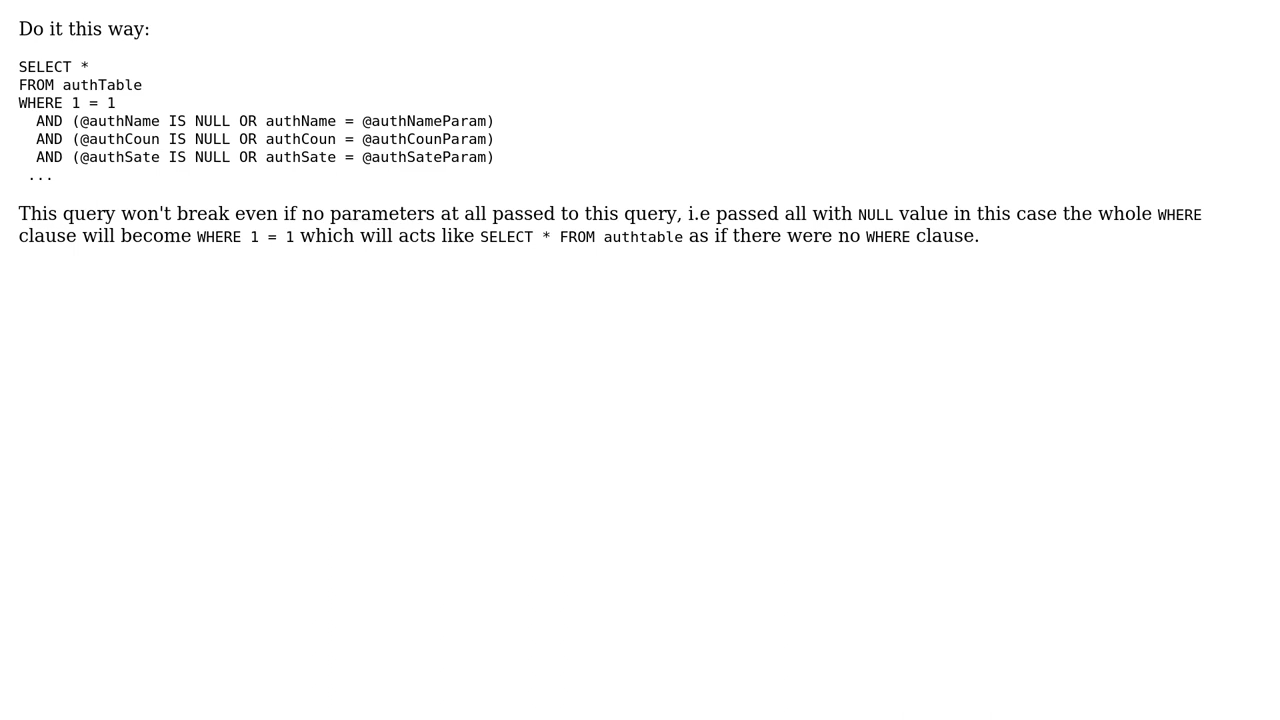 Do it this way:
SELECT *
FROM authTable
WHERE 1 = 1
  AND (@authName IS NULL OR authName = @authNameParam)
  AND (@authCoun IS NULL OR authCoun = @authCounParam)
  AND (@authSate IS NULL OR authSate = @authSateParam)
 ...
This query won't break even if no parameters at all passed to this query, i.e passed all with NULL value in this case the whole WHERE
clause will become WHERE 1 = 1 which will acts like SELECT * FROM authtable as if there were no WHERE clause.